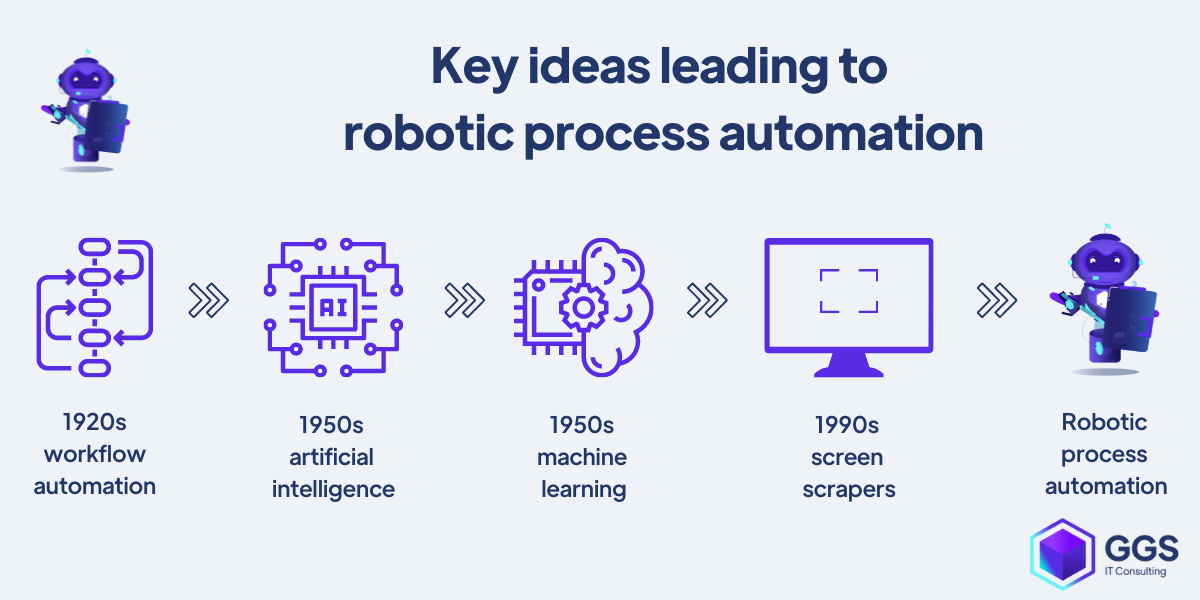 Key ideas leading to
robotic process automation
AI
1920s
workflow
automation
1950s
artificial
intelligence
1950s
machine
learning
1990s
screen
scrapers
Robotic
process
automation
GGS
IT Consulting